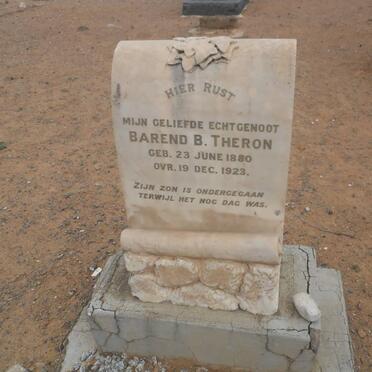 HIER RUST
MIJN GELIEFDE ECHTGENOOT
BAREND B. THERON
GEB. 23 JUNE 1880
OVR. 19 DEC. 1923.
ZIJN ZON IS ONDERGEGAAN
TERWIJL HET NOG DAG WAS.